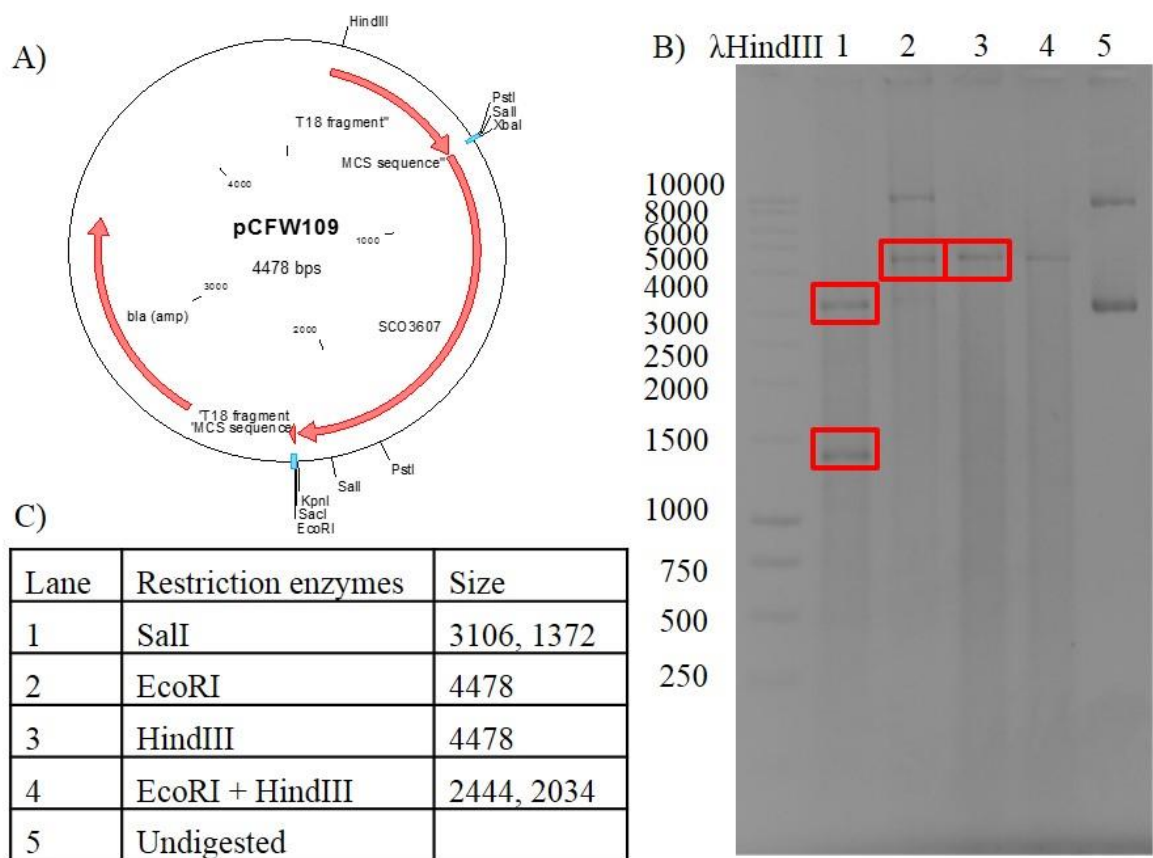 A)
HindIII
PstI
SalI
XbaI
T18 fragment"
MCS sequence"
4000
pCFW109
1000
4478 bps
3000
bla (amp)
2000
SCO3607
'T18 fragment
'MCS sequence
PstI
SalI
KpnI
SacI
EcoRI
B) λHindIII 1 2 3 4 5
10000
8000
6000
5000
4000
3000
2500
2000
1500
1000
750
500
250
C)
Lane Restriction enzymes Size
1 SalI 3106, 1372
2 EcoRI 4478
3 HindIII 4478
4 EcoRI + HindIII 2444, 2034
5 Undigested